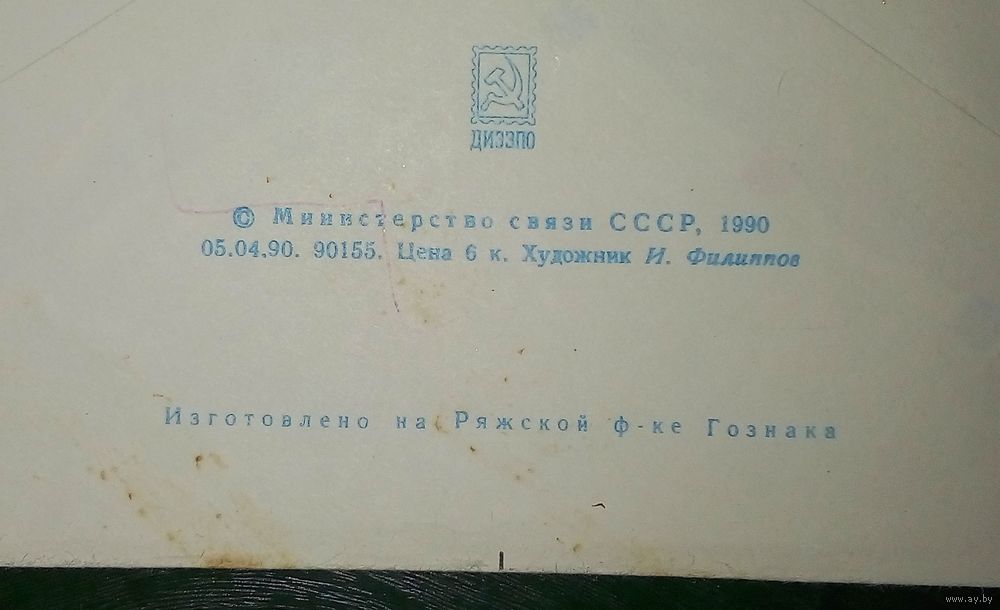 ДИЭЗПО
© Министерство связи СССР, 1990
05.04.90. 90155. Цена 6 к. Художник И. Филиппов
Изготовлено на Ряжской ф-ке Гознака
www.ay.by